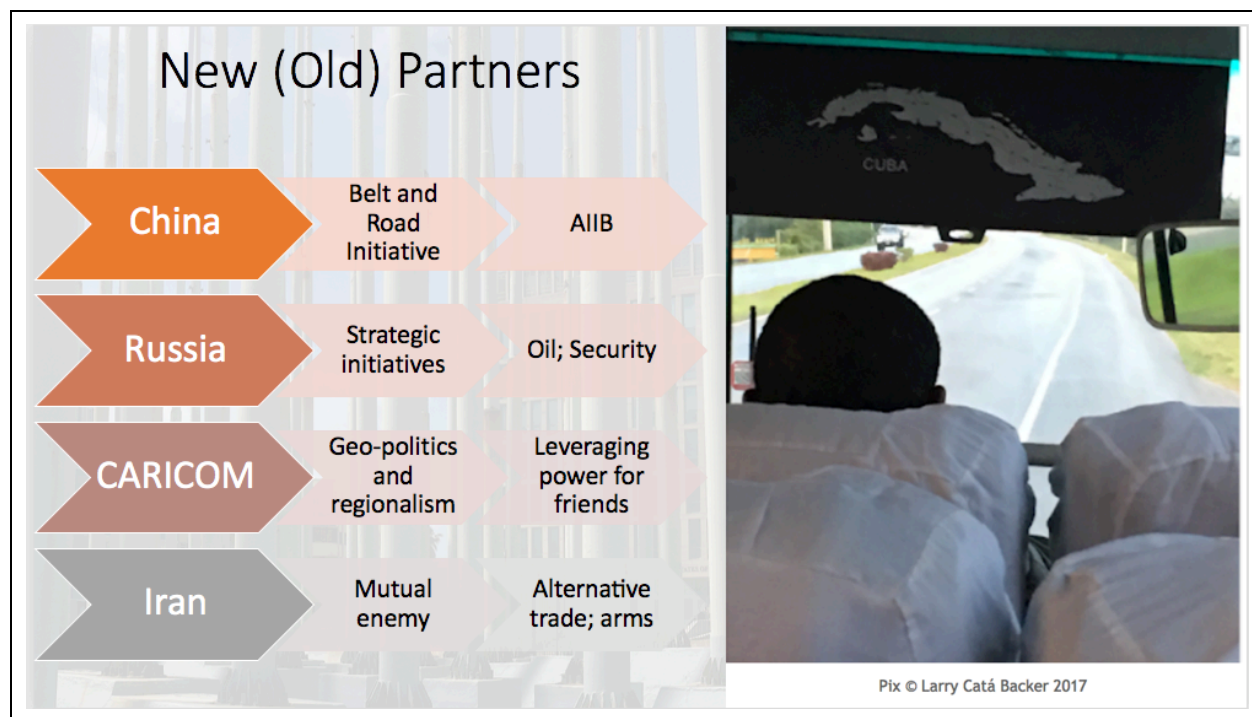 New (Old) Partners
China
Belt and
Road
Initiative
AIIB
Russia
Strategic
initiatives
Oil; Security
CARICOM
Geo-politics
and
regionalism
Leveraging
power for
friends
Iran
Mutual
enemy
Alternative
trade; arms
CUBA
Pix © Larry Catá Backer 2017